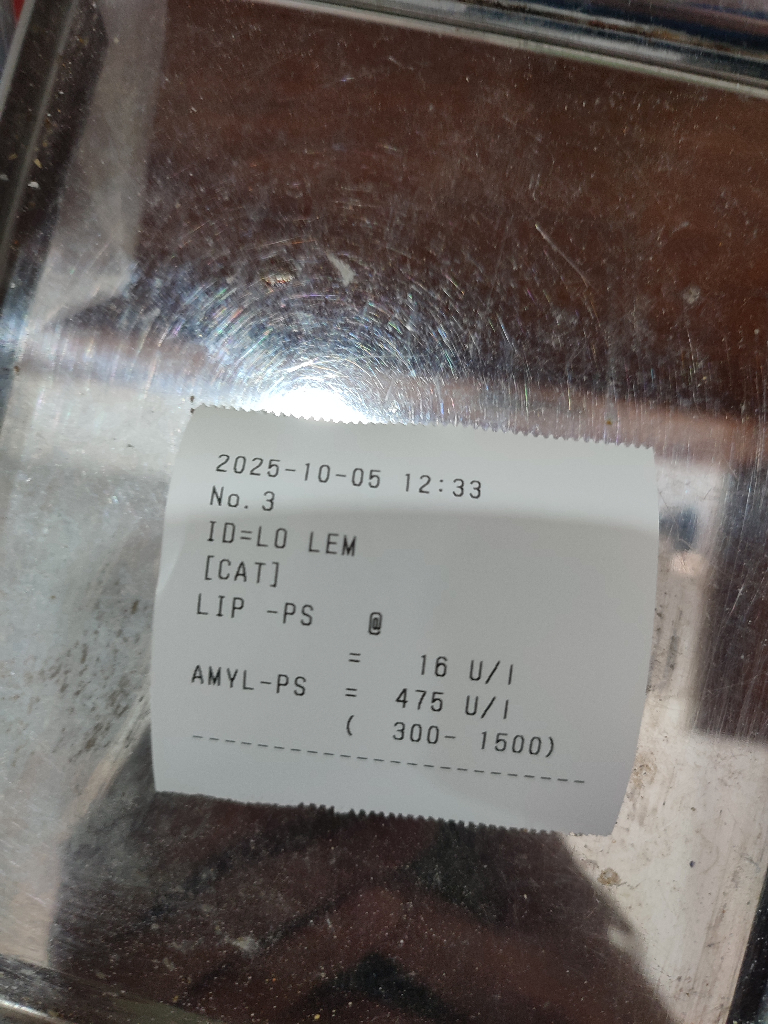 2025-10-05 12:33
No. 3
ID=LO LEM
[CAT]
LIP -PS @
= 16 U/l
AMYL-PS = 475 U/l
( 300- 1500)